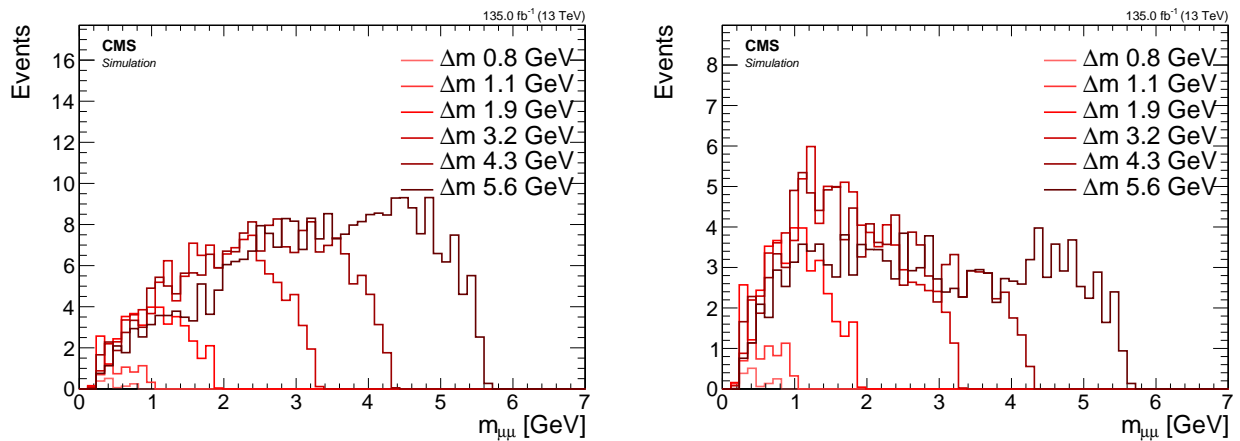 135.0 fb⁻¹ (13 TeV)
Events
16
14
12
10
8
6
4
2
0
CMS
Simulation
Δm 0.8 GeV
Δm 1.1 GeV
Δm 1.9 GeV
Δm 3.2 GeV
Δm 4.3 GeV
Δm 5.6 GeV
0 1 2 3 4 5 6 7
mμμ [GeV]
135.0 fb⁻¹ (13 TeV)
Events
8
7
6
5
4
3
2
1
0
CMS
Simulation
Δm 0.8 GeV
Δm 1.1 GeV
Δm 1.9 GeV
Δm 3.2 GeV
Δm 4.3 GeV
Δm 5.6 GeV
0 1 2 3 4 5 6 7
mμμ [GeV]